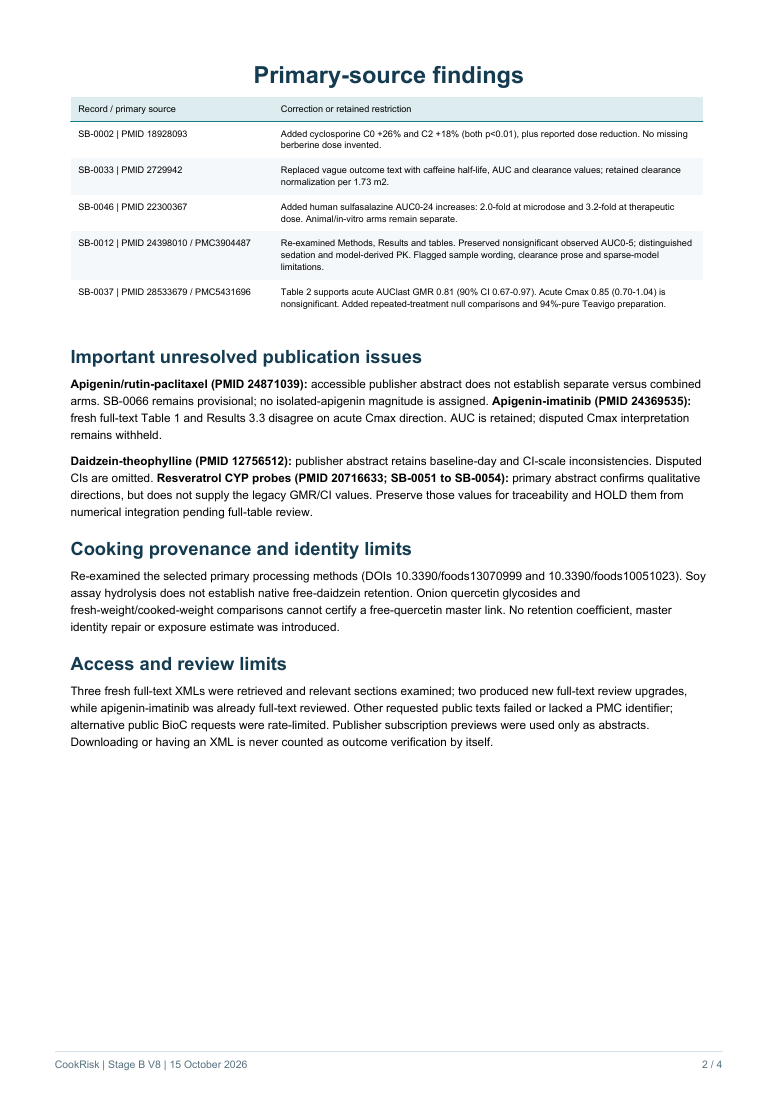 Primary-source findings
Record / primary source
Correction or retained restriction
SB-0002 | PMID 18928093
Added cyclosporine C0 +26% and C2 +18% (both p<0.01), plus reported dose reduction. No missing
berberine dose invented.
SB-0033 | PMID 2729942
Replaced vague outcome text with caffeine half-life, AUC and clearance values; retained clearance
normalization per 1.73 m2.
SB-0046 | PMID 22300367
Added human sulfasalazine AUC0-24 increases: 2.0-fold at microdose and 3.2-fold at therapeutic
dose. Animal/in-vitro arms remain separate.
SB-0012 | PMID 24398010 / PMC3904487
Re-examined Methods, Results and tables. Preserved nonsignificant observed AUC0-5; distinguished
sedation and model-derived PK. Flagged sample wording, clearance prose and sparse-model
limitations.
SB-0037 | PMID 28533679 / PMC5431696
Table 2 supports acute AUClast GMR 0.81 (90% CI 0.67-0.97). Acute Cmax 0.85 (0.70-1.04) is
nonsignificant. Added repeated-treatment null comparisons and 94%-pure Teavigo preparation.
Important unresolved publication issues
Apigenin/rutin-paclitaxel (PMID 24871039): accessible publisher abstract does not establish separate versus combined
arms. SB-0066 remains provisional; no isolated-apigenin magnitude is assigned. Apigenin-imatinib (PMID 24369535):
fresh full-text Table 1 and Results 3.3 disagree on acute Cmax direction. AUC is retained; disputed Cmax interpretation
remains withheld.
Daidzein-theophylline (PMID 12756512): publisher abstract retains baseline-day and CI-scale inconsistencies. Disputed
CIs are omitted. Resveratrol CYP probes (PMID 20716633; SB-0051 to SB-0054): primary abstract confirms qualitative
directions, but does not supply the legacy GMR/CI values. Preserve those values for traceability and HOLD them from
numerical integration pending full-table review.
Cooking provenance and identity limits
Re-examined the selected primary processing methods (DOIs 10.3390/foods13070999 and 10.3390/foods10051023). Soy
assay hydrolysis does not establish native free-daidzein retention. Onion quercetin glycosides and
fresh-weight/cooked-weight comparisons cannot certify a free-quercetin master link. No retention coefficient, master
identity repair or exposure estimate was introduced.
Access and review limits
Three fresh full-text XMLs were retrieved and relevant sections examined; two produced new full-text review upgrades,
while apigenin-imatinib was already full-text reviewed. Other requested public texts failed or lacked a PMC identifier;
alternative public BioC requests were rate-limited. Publisher subscription previews were used only as abstracts.
Downloading or having an XML is never counted as outcome verification by itself.
CookRisk | Stage B V8 | 15 October 2026
2 / 4